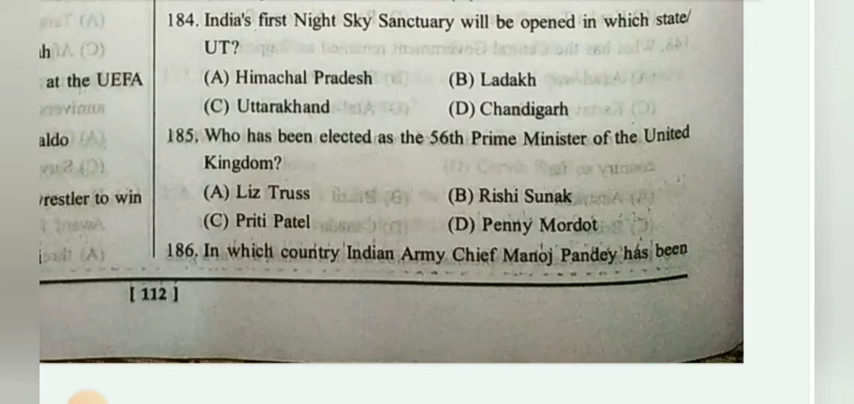 at the UEFA
aldo
restler to win
184. India's first Night Sky Sanctuary will be opened in which state/
UT?
(A) Himachal Pradesh (B) Ladakh
(C) Uttarakhand (D) Chandigarh
185. Who has been elected as the 56th Prime Minister of the United
Kingdom?
(A) Liz Truss (B) Rishi Sunak
(C) Priti Patel (D) Penny Mordot
186. In which country Indian Army Chief Manoj Pandey has been
[ 112 ]